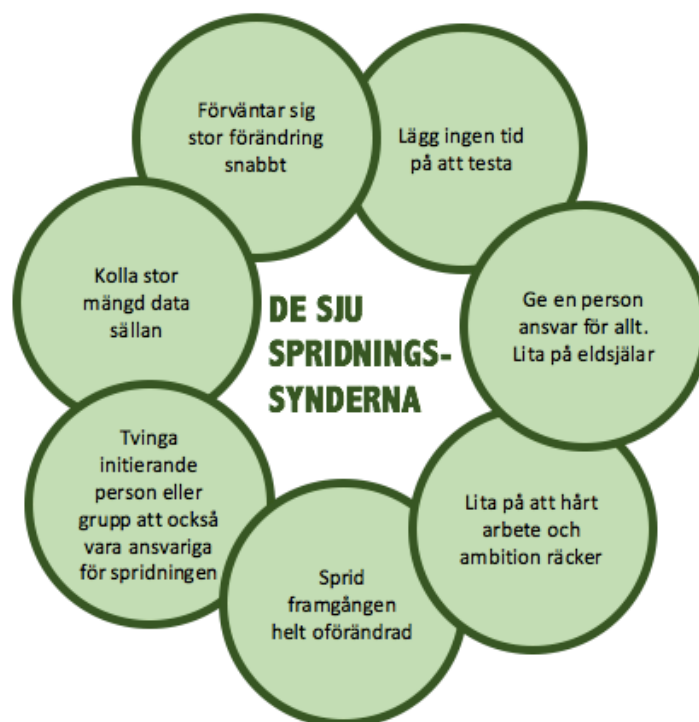 DE SJU
SPRIDNINGS-
SYNDERNA
Lägg ingen tid
på att testa
Ge en person
ansvar för allt.
Lita på eldsjälar
Lita på att hårt
arbete och
ambition räcker
Sprid
framgången
helt oförändrad
Tvinga
initierande
person eller
grupp att också
vara ansvariga
för spridningen
Kolla stor
mängd data
sällan
Förväntar sig
stor förändring
snabbt